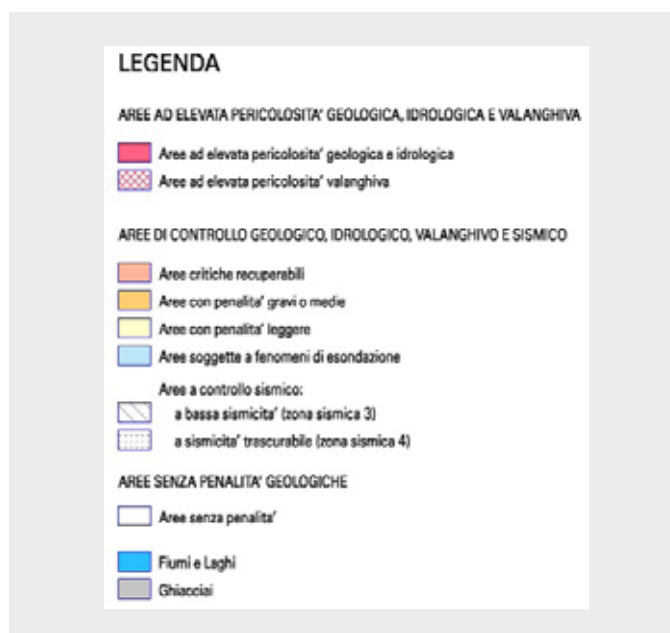 LEGENDA
AREE AD ELEVATA PERICOLOSITA' GEOLOGICA, IDROLOGICA E VALANGHIVA
Aree ad elevata pericolosita' geologica e idrologica
Aree ad elevata pericolosita' valanghiva
AREE DI CONTROLLO GEOLOGICO, IDROLOGICO, VALANGHIVO E SISMICO
Aree critiche recuperabili
Aree con penalita' gravi o medie
Aree con penalita' leggere
Aree soggette a fenomeni di esondazione
Aree a controllo sismico:
a bassa sismicita' (zona sismica 3)
a sismicita' trascurabile (zona sismica 4)
AREE SENZA PENALITA' GEOLOGICHE
Aree senza penalita'
Fiumi e Laghi
Ghiacciai